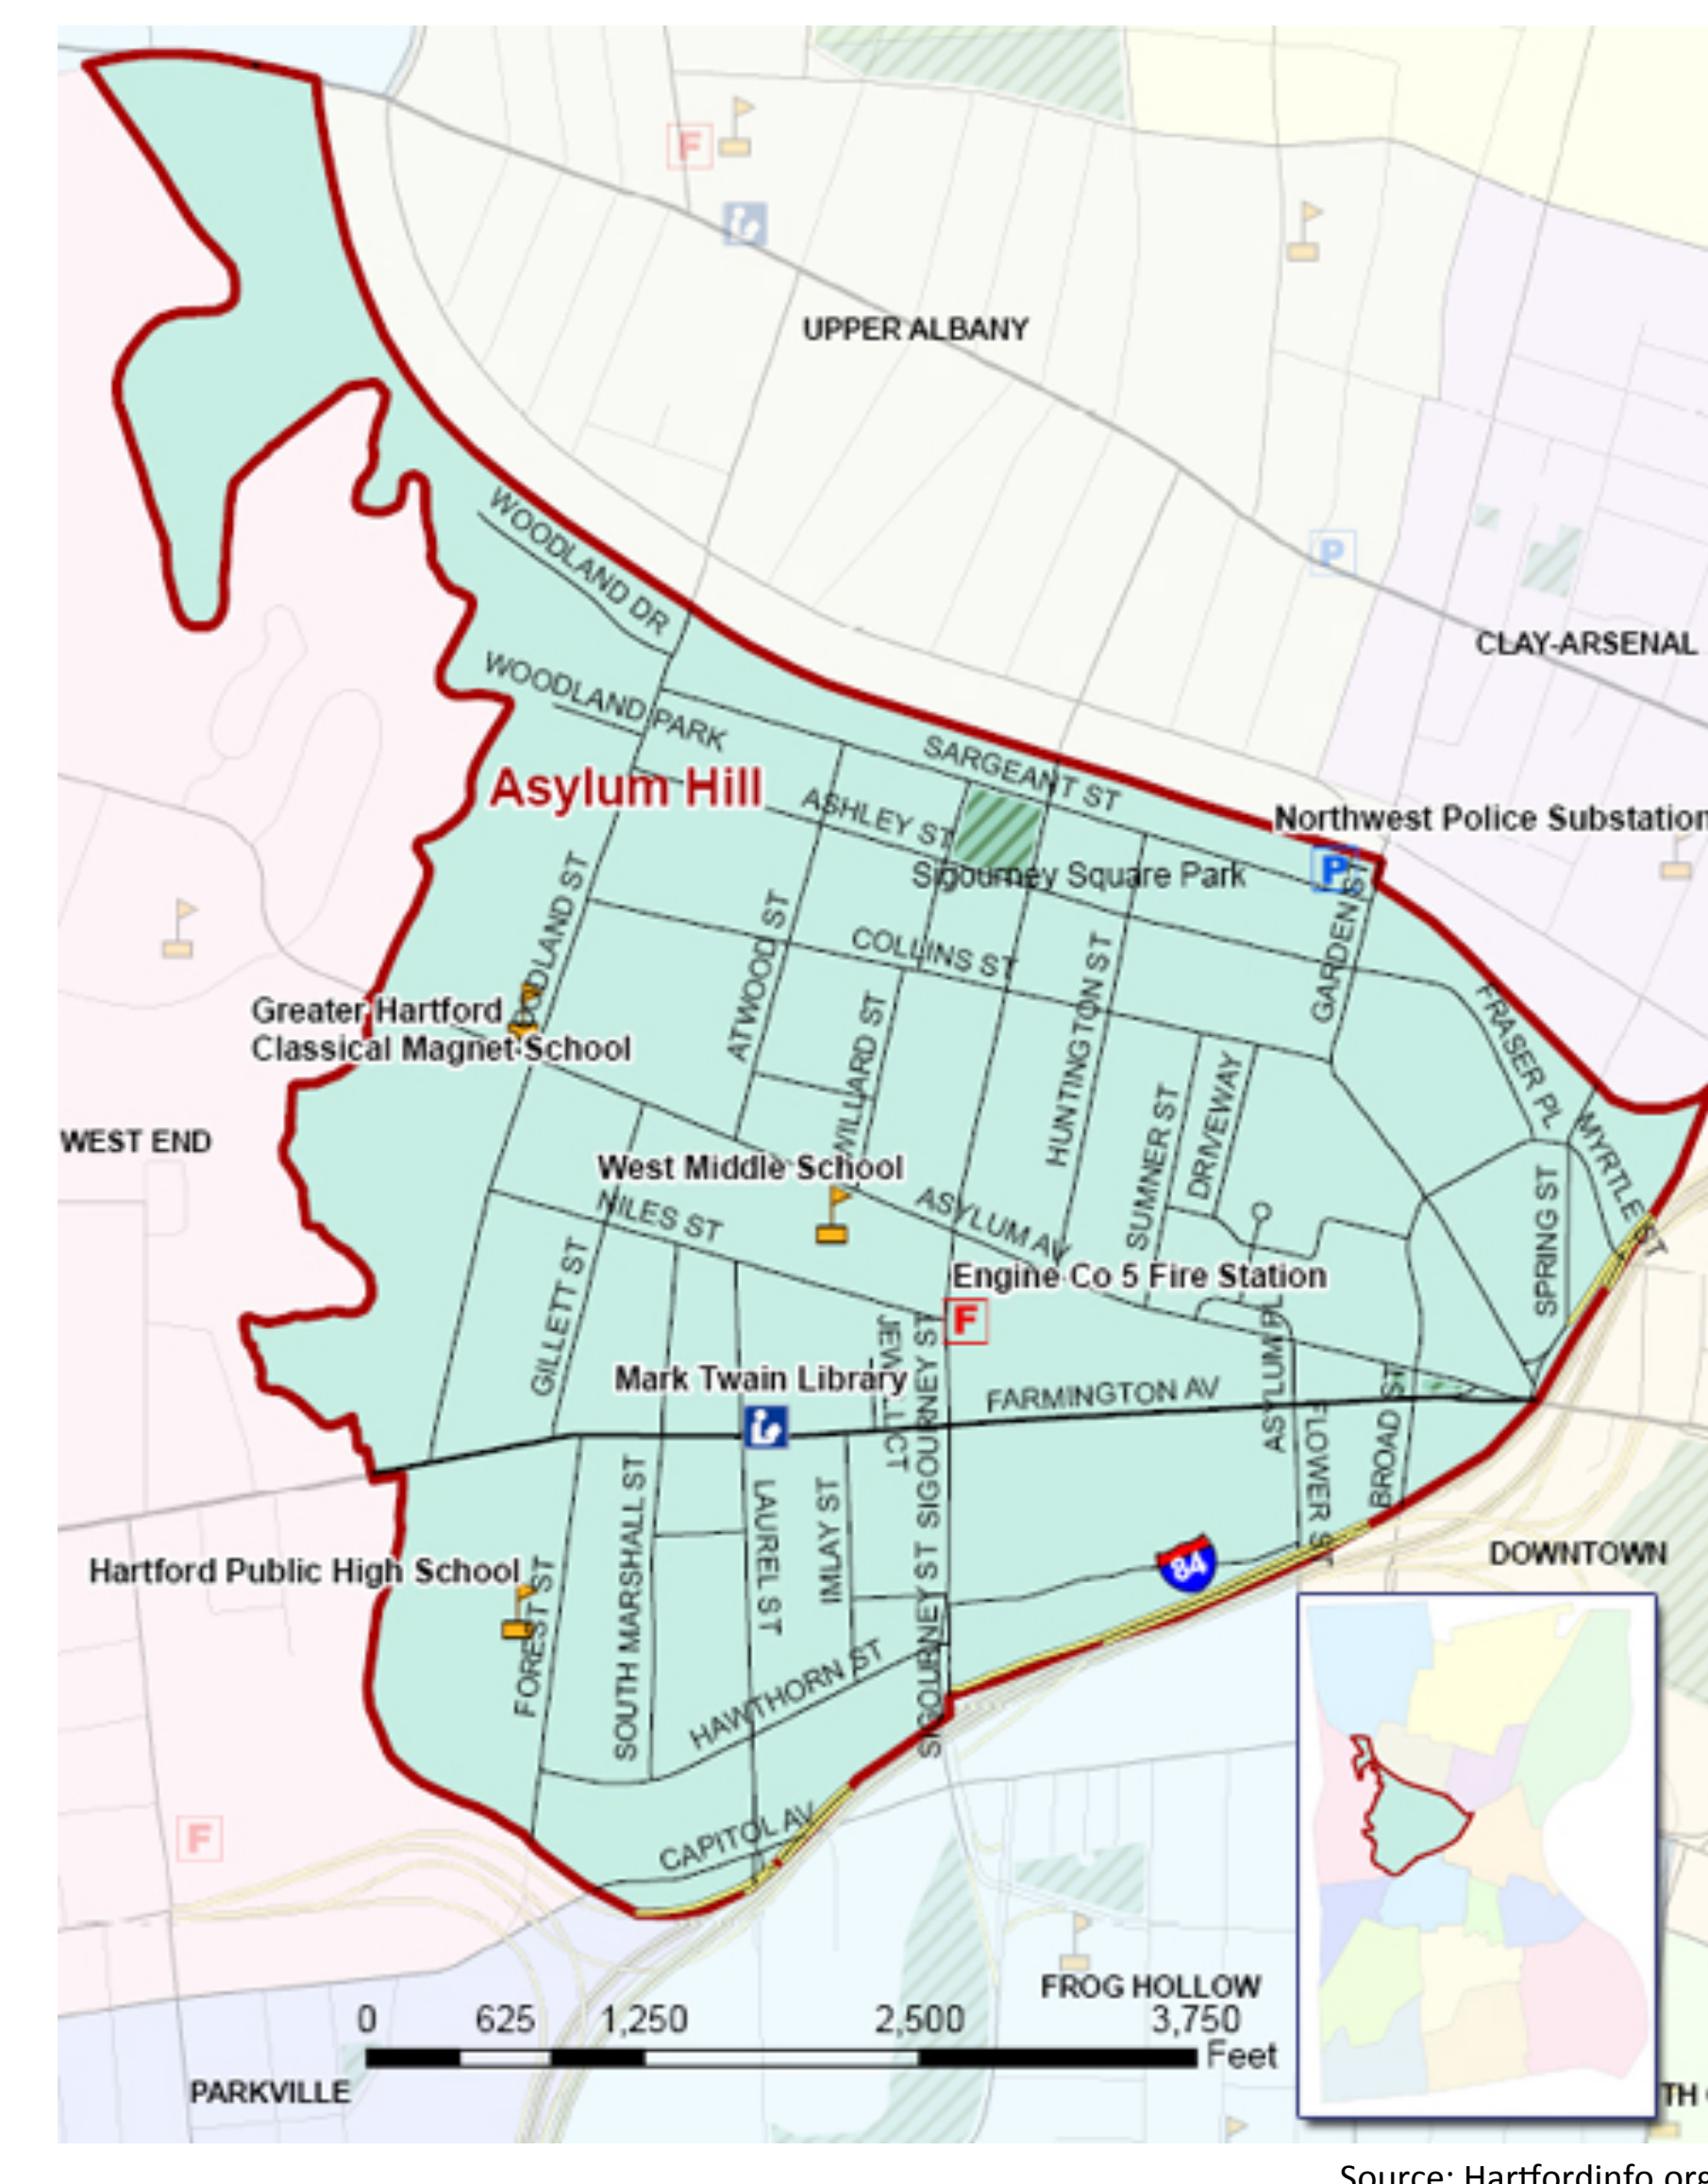 UPPER ALBANY
F
CLAY-ARSENAL
P
WOODLAND DR
WOODLAND PARK
Asylum Hill
SARGEANT ST
ASHLEY ST
Northwest Police Substation
P
Sigourney Square Park
GARDEN ST
WOODLAND ST
ATWOOD ST
COLLINS ST
HUNTINGTON ST
WILLARD ST
FRASER PL
Greater Hartford
Classical Magnet School
WEST END
MYRTLE ST
SUMNER ST
DRIVEWAY
SPRING ST
West Middle School
NILES ST
ASYLUM AV
Engine Co 5 Fire Station
F
GILLETT ST
JEWELL CT
SIGOURNEY ST
ASYLUM PL
Mark Twain Library
FARMINGTON AV
FLOWER ST
BROAD ST
Hartford Public High School
FOREST ST
SOUTH MARSHALL ST
LAUREL ST
IMLAY ST
SIGOURNEY ST
84
DOWNTOWN
HAWTHORN ST
CAPITOL AV
F
FROG HOLLOW
0 625 1,250 2,500 3,750
Feet
PARKVILLE
TH
Source: Hartfordinfo.org